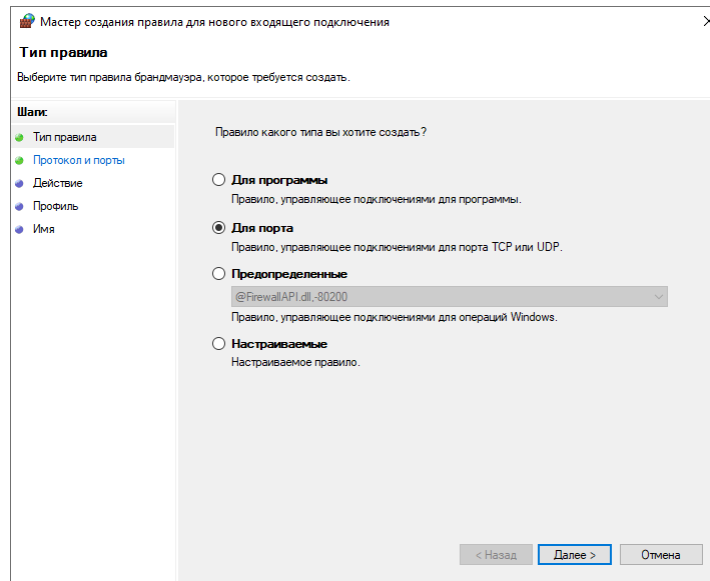 Мастер создания правила для нового входящего подключения
Тип правила
Выберите тип правила брандмауэра, которое требуется создать.
Шаги:
Тип правила
Протокол и порты
Действие
Профиль
Имя
Правило какого типа вы хотите создать?
Для программы
Правило, управляющее подключениями для программы.
Для порта
Правило, управляющее подключениями для порта TCP или UDP.
Предопределенные
@FirewallAPI.dll,-80200
Правило, управляющее подключениями для операций Windows.
Настраиваемые
Настраиваемое правило.
< Назад
Далее >
Отмена